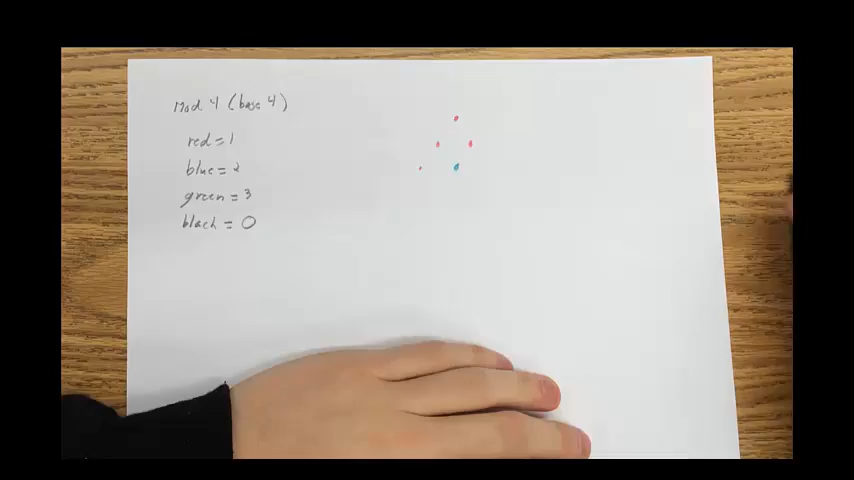 Mod 4 (base 4)
red = 1
blue = 2
green = 3
black = 0